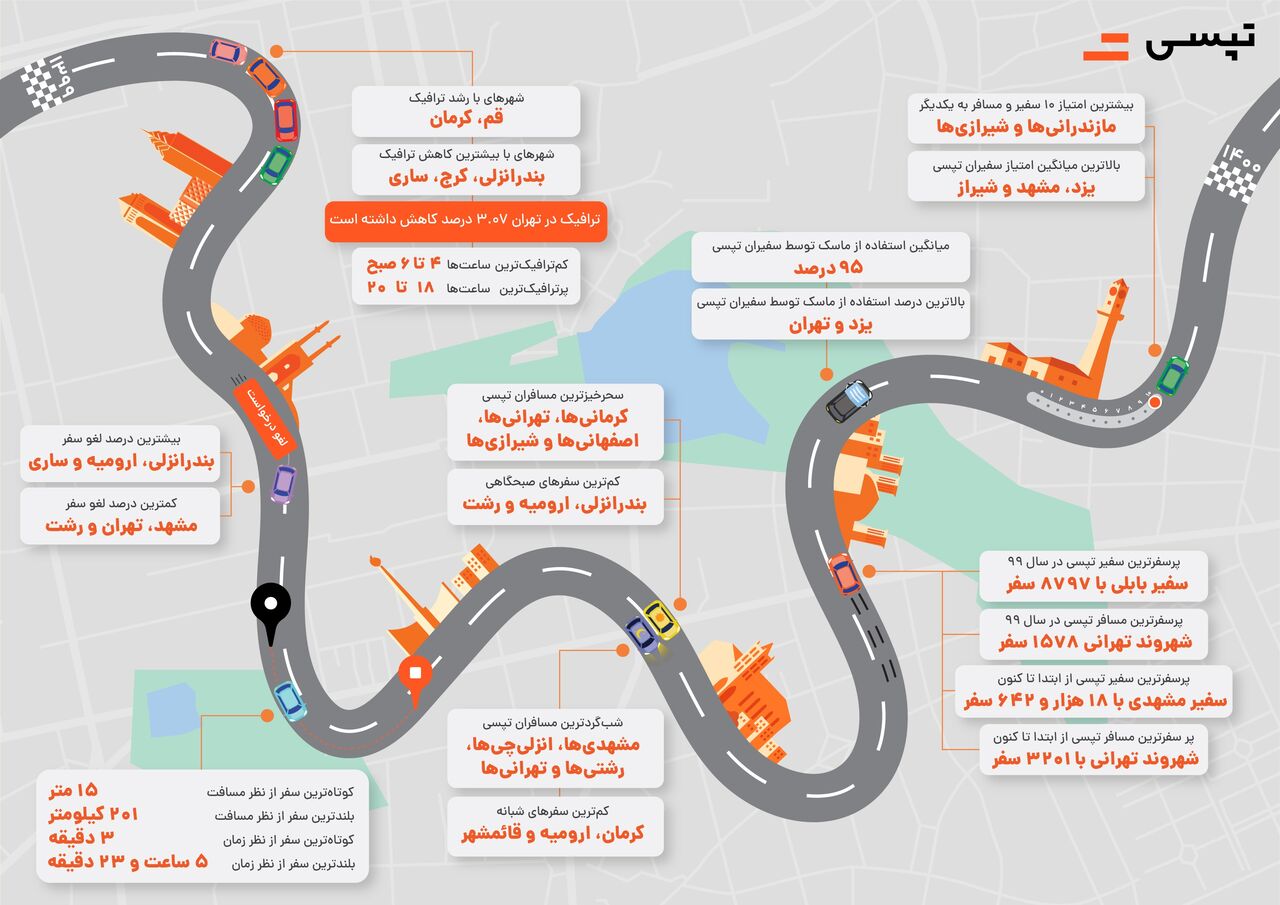 تپسی
۱۳۹۹
۱۴۰۰
شهرهای با رشد ترافیک
قم، کرمان
شهرهای با بیشترین کاهش ترافیک
بندرانزلی، کرج، ساری
ترافیک در تهران ۳.۰۷ درصد کاهش داشته است
کم‌ترافیک‌ترین ساعت‌ها ۴ تا ۶ صبح
پرترافیک‌ترین ساعت‌ها ۱۸ تا ۲۰
بیشترین امتیاز ۱۰ سفیر و مسافر به یکدیگر
مازندرانی‌ها و شیرازی‌ها
بالاترین میانگین امتیاز سفیران تپسی
یزد، مشهد و شیراز
میانگین استفاده از ماسک توسط سفیران تپسی
۹۵ درصد
بالاترین درصد استفاده از ماسک توسط سفیران تپسی
یزد و تهران
۰ ۱ ۲ ۳ ۴ ۵ ۶ ۷ ۸ ۹ ۱۰
لغو درخواست
بیشترین درصد لغو سفر
بندرانزلی، ارومیه و ساری
کمترین درصد لغو سفر
مشهد، تهران و رشت
سحرخیزترین مسافران تپسی
کرمانی‌ها، تهرانی‌ها،
اصفهانی‌ها و شیرازی‌ها
کم‌ترین سفرهای صبحگاهی
بندرانزلی، ارومیه و رشت
پرسفرترین سفیر تپسی در سال ۹۹
سفیر بابلی با ۸۷۹۷ سفر
پرسفرترین مسافر تپسی در سال ۹۹
شهروند تهرانی ۱۵۷۸ سفر
پرسفرترین سفیر تپسی از ابتدا تا کنون
سفیر مشهدی با ۱۸ هزار و ۶۴۲ سفر
پر سفرترین مسافر تپسی از ابتدا تا کنون
شهروند تهرانی با ۳۲۰۱ سفر
شب‌گردترین مسافران تپسی
مشهدی‌ها، انزلی‌چی‌ها،
رشتی‌ها و تهرانی‌ها
کم‌ترین سفرهای شبانه
کرمان، ارومیه و قائمشهر
کوتاه‌ترین سفر از نظر مسافت ۱۵ متر
بلندترین سفر از نظر مسافت ۲۰۱ کیلومتر
کوتاه‌ترین سفر از نظر زمان ۳ دقیقه
بلندترین سفر از نظر زمان ۵ ساعت و ۲۳ دقیقه